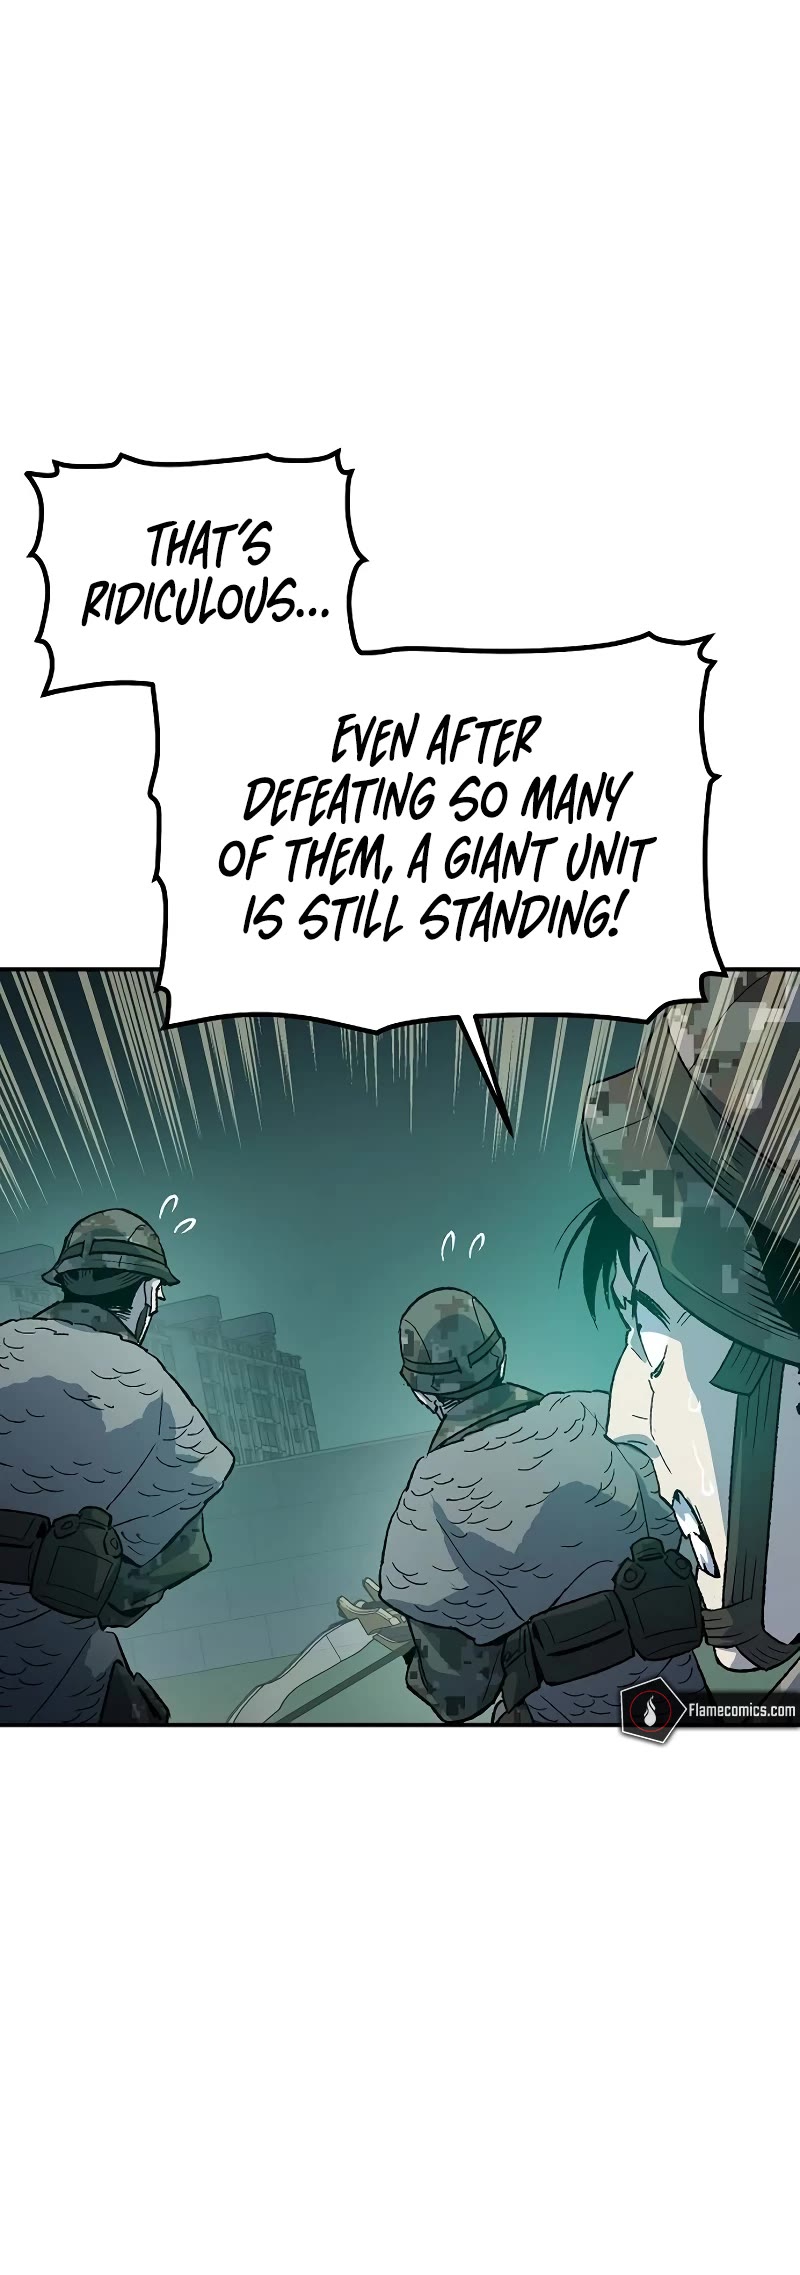 THAT'S
RIDICULOUS...
EVEN AFTER
DEFEATING SO MANY
OF THEM, A GIANT UNIT
IS STILL STANDING!
Flamecomics.com